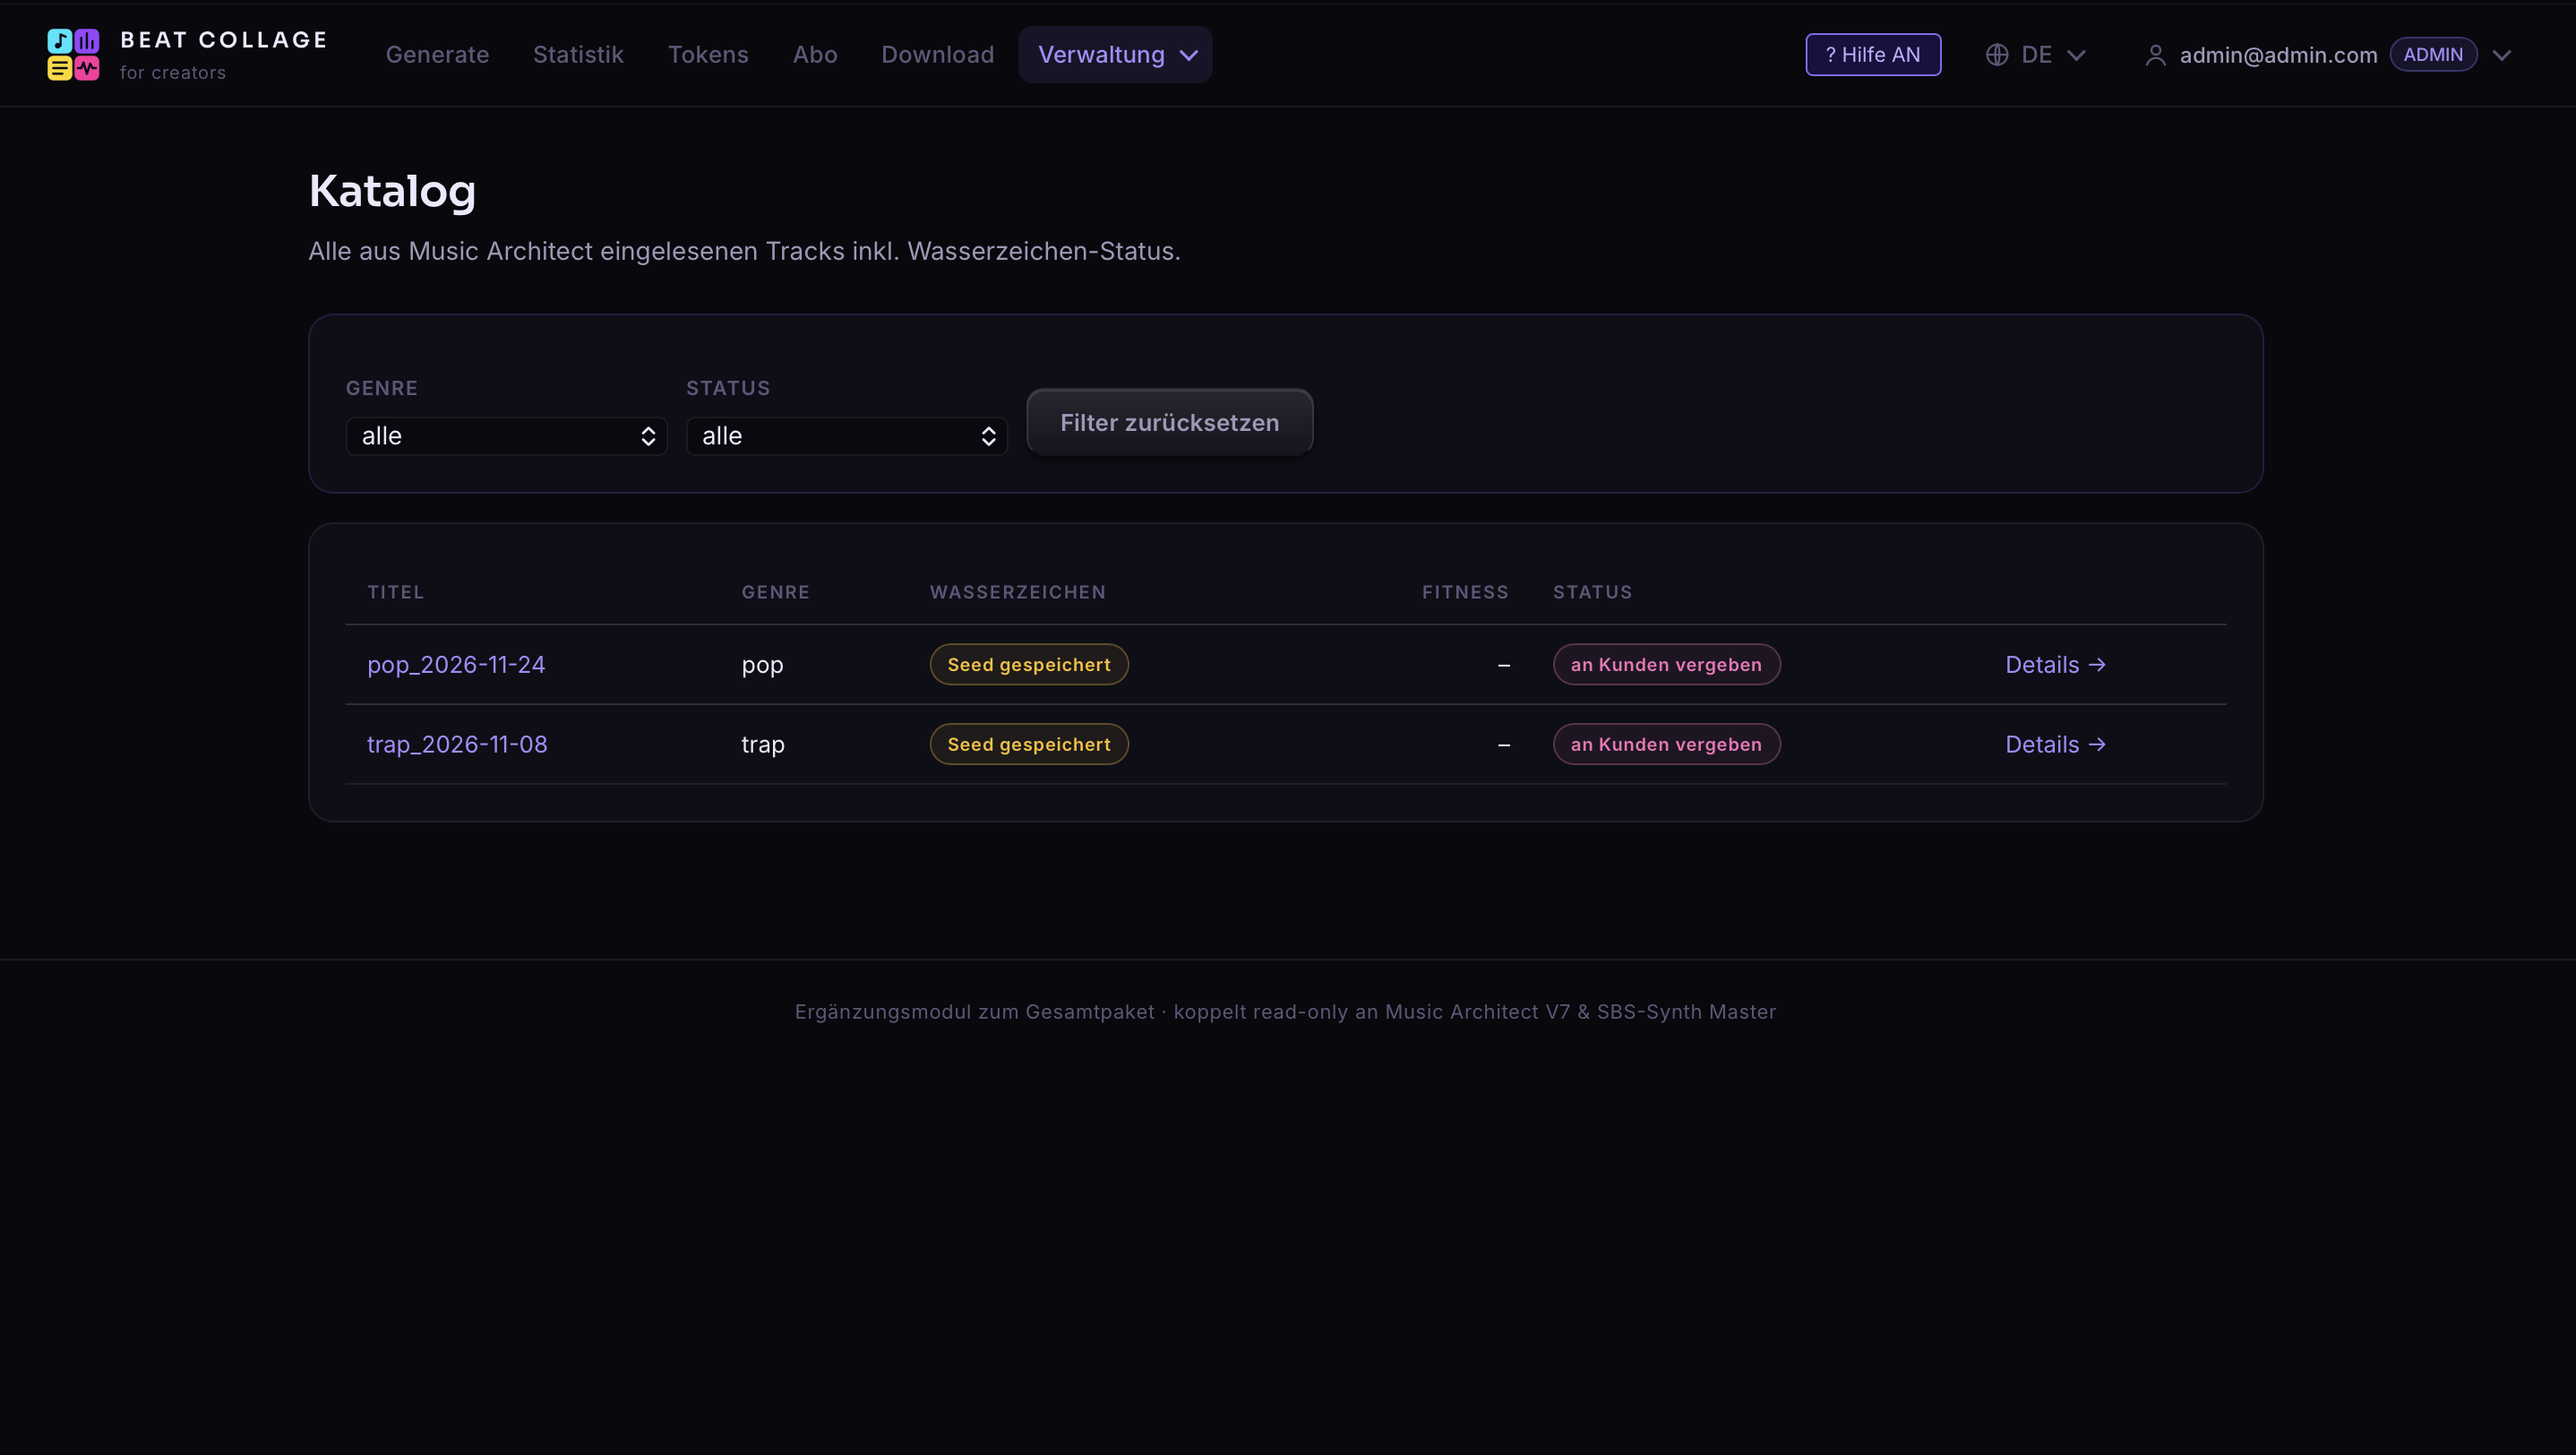 BEAT COLLAGE
for creators
Generate Statistik Tokens Abo Download Verwaltung
? Hilfe AN DE admin@admin.com ADMIN
Katalog
Alle aus Music Architect eingelesenen Tracks inkl. Wasserzeichen-Status.
GENRE STATUS
alle alle Filter zurücksetzen
TITEL GENRE WASSERZEICHEN FITNESS STATUS
pop_2026-11-24 pop Seed gespeichert – an Kunden vergeben Details →
trap_2026-11-08 trap Seed gespeichert – an Kunden vergeben Details →
Ergänzungsmodul zum Gesamtpaket · koppelt read-only an Music Architect V7 & SBS-Synth Master